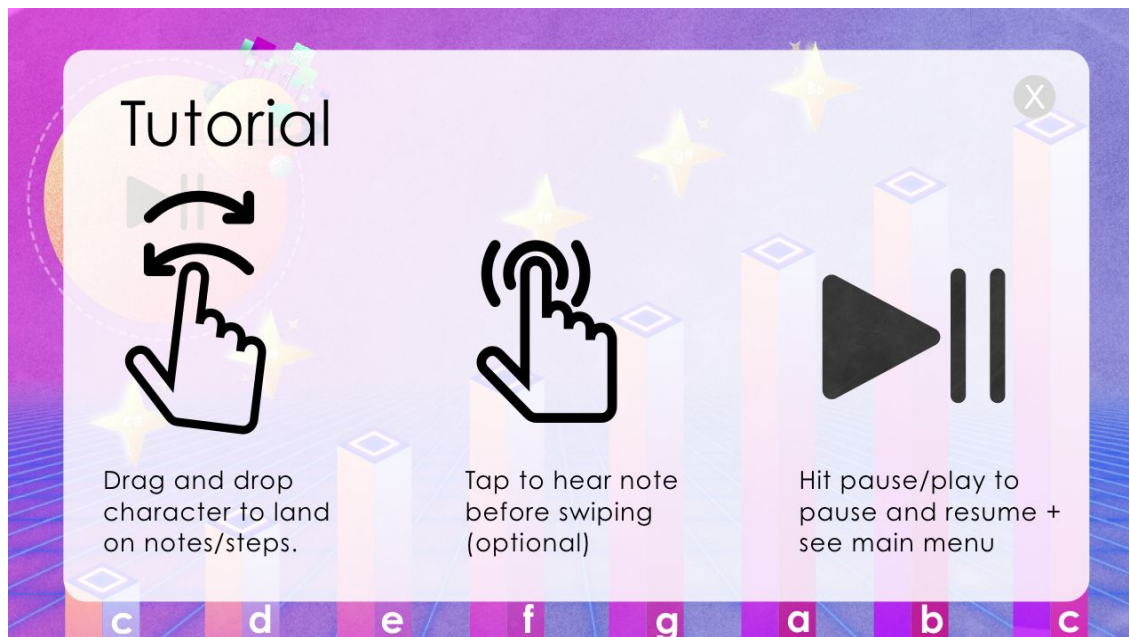 Tutorial
X
Drag and drop
character to land
on notes/steps.
Tap to hear note
before swiping
(optional)
Hit pause/play to
pause and resume +
see main menu
g#
c d e f g a b c